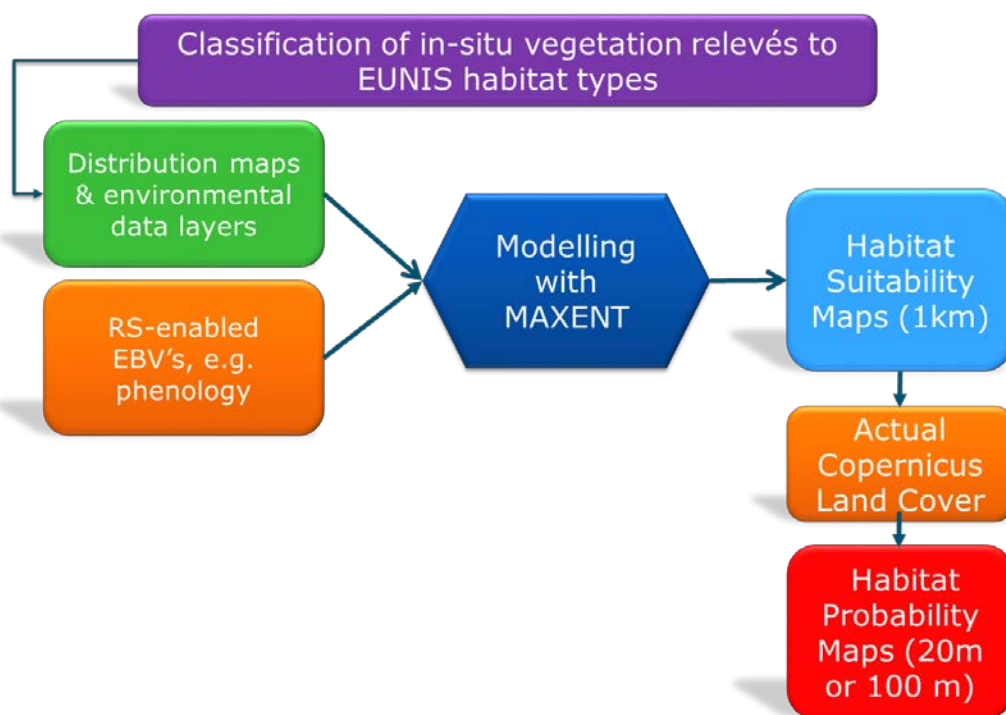 Classification of in-situ vegetation relevés to
EUNIS habitat types
Distribution maps
& environmental
data layers
RS-enabled
EBV's, e.g.
phenology
Modelling
with
MAXENT
Habitat
Suitability
Maps (1km)
Actual
Copernicus
Land Cover
Habitat
Probability
Maps (20m
or 100 m)